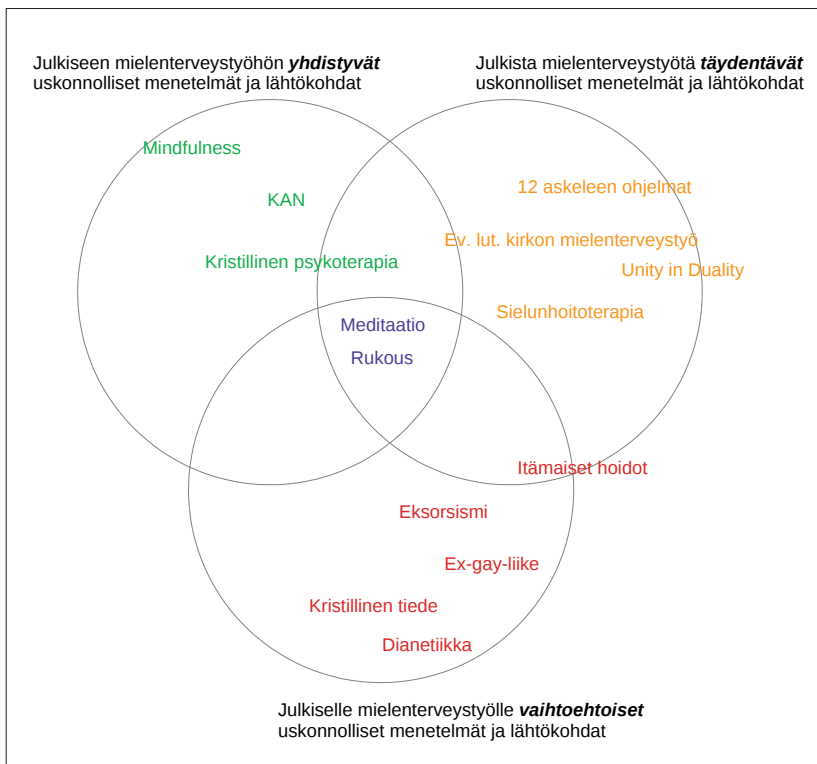 Julkiseen mielenterveystyöhön yhdistyvät
uskonnolliset menetelmät ja lähtökohdat
Julkista mielenterveystyötä täydentävät
uskonnolliset menetelmät ja lähtökohdat
Mindfulness
12 askeleen ohjelmat
KAN
Ev. lut. kirkon mielenterveystyö
Kristillinen psykoterapia
Unity in Duality
Sielunhoitoterapia
Meditaatio
Rukous
Itämaiset hoidot
Eksorsismi
Ex-gay-liike
Kristillinen tiede
Dianetiikka
Julkiselle mielenterveystyölle vaihtoehtoiset
uskonnolliset menetelmät ja lähtökohdat